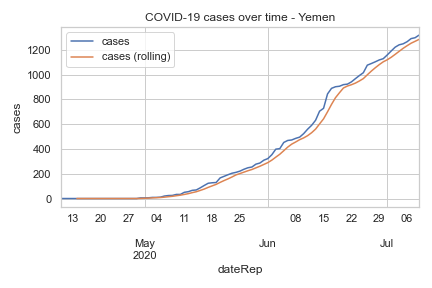 COVID-19 cases over time - Yemen
cases
cases (rolling)
cases
1200
1000
800
600
400
200
0
13 20 27 04 11 18 25 08 15 22 29 06
May Jun Jul
2020
dateRep